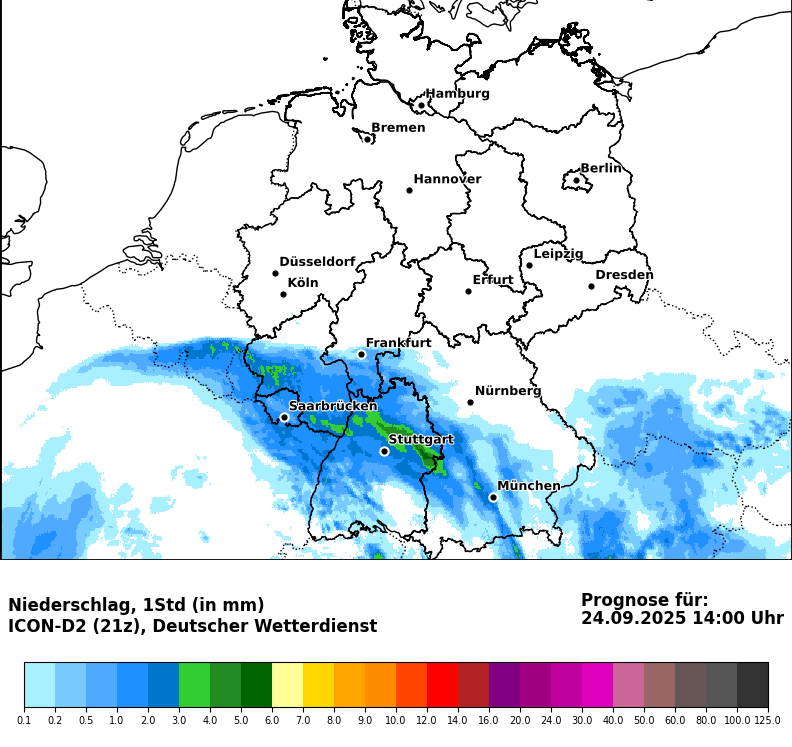 Hamburg
Bremen
Berlin
Hannover
Leipzig
Düsseldorf
Dresden
Köln
Erfurt
Frankfurt
Nürnberg
Saarbrücken
Stuttgart
München
Niederschlag, 1Std (in mm)
ICON-D2 (21z), Deutscher Wetterdienst
Prognose für:
24.09.2025 14:00 Uhr
0.1 0.2 0.5 1.0 2.0 3.0 4.0 5.0 6.0 7.0 8.0 9.0 10.0 12.0 14.0 16.0 20.0 24.0 30.0 40.0 50.0 60.0 80.0 100.0 125.0